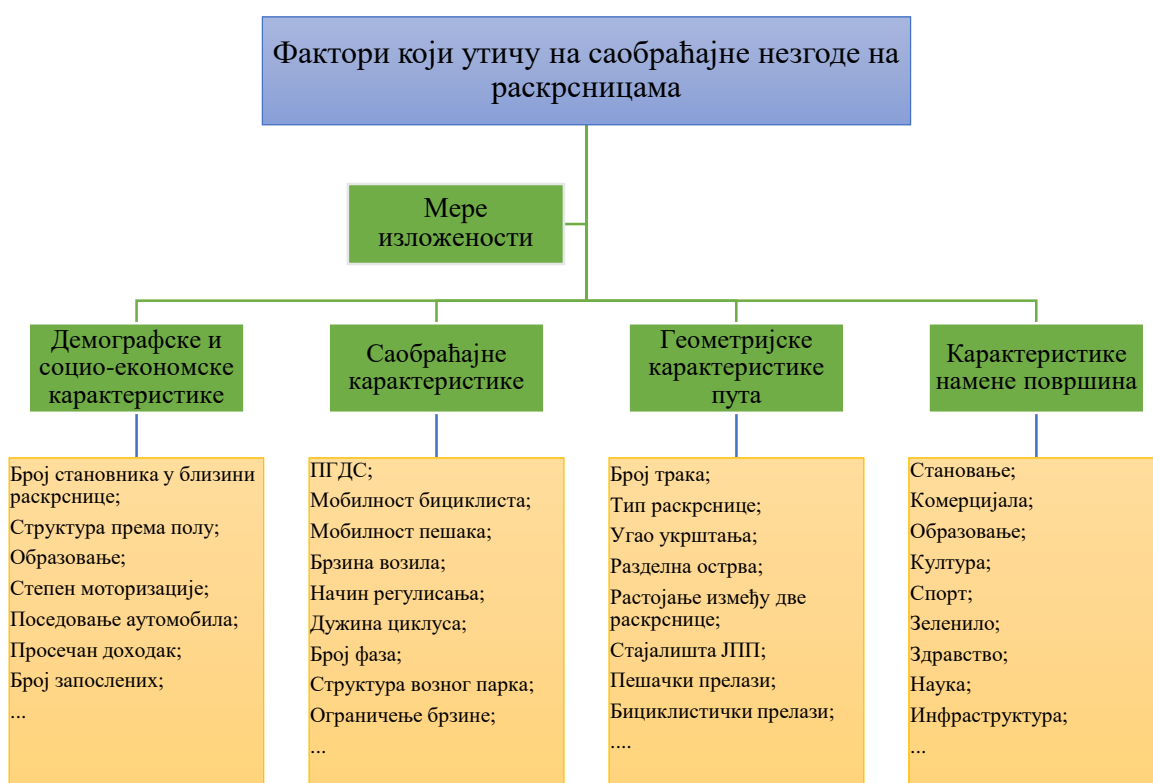 Фактори који утичу на саобраћајне незгоде на
раскрсницама
Мере
изложености
Демографске и
социо-економске
карактеристике
Саобраћајне
карактеристике
Геометријске
карактеристике
пута
Карактеристике
намене површина
Број становника у близини
раскрснице;
Структура према полу;
Образовање;
Степен моторизације;
Поседовање аутомобила;
Просечан доходак;
Број запослених;
...
ПГДС;
Мобилност бициклиста;
Мобилност пешака;
Брзина возила;
Начин регулисања;
Дужина циклуса;
Број фаза;
Структура возног парка;
Ограничење брзине;
...
Број трака;
Тип раскрснице;
Угао укрштања;
Разделна острва;
Растојање између две
раскрснице;
Стајалишта ЈПП;
Пешачки прелази;
Бициклистички прелази;
....
Становање;
Комерцијала;
Образовање;
Култура;
Спорт;
Зеленило;
Здравство;
Наука;
Инфраструктура;
...